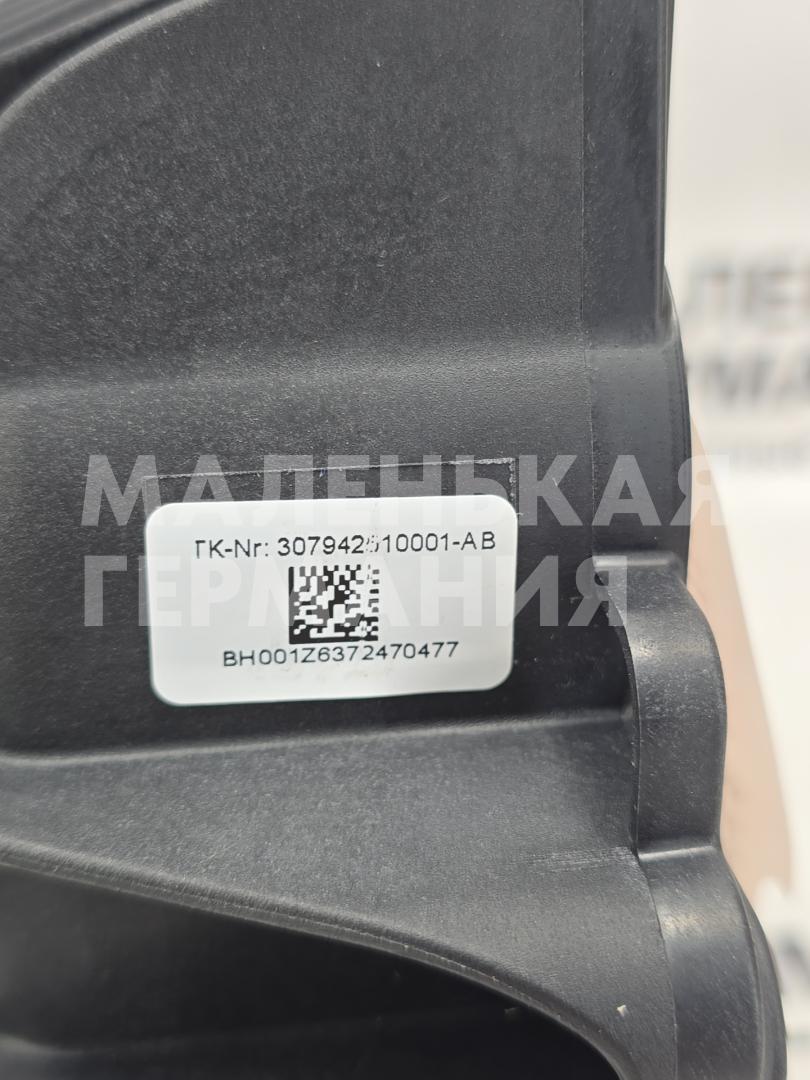 МАЛЕНЬКАЯ
ГЕРМАНИЯ
TK-Nr: 307942510001-AB
BH001Z6372470477